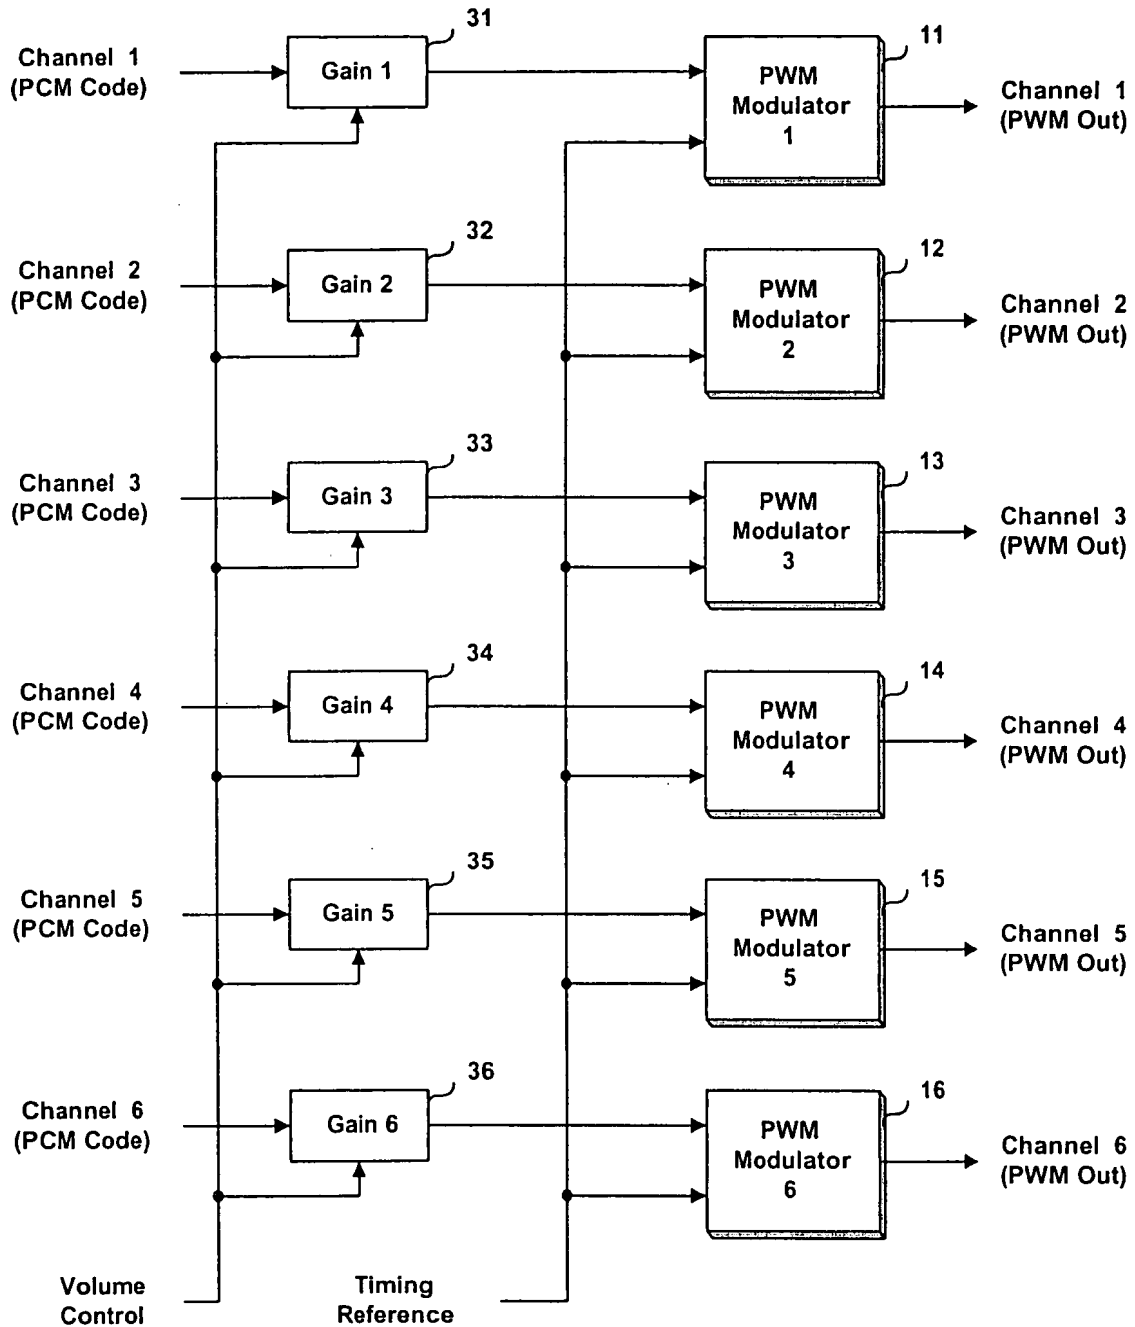 31
11
Channel 1
(PCM Code)
Gain 1
PWM
Modulator
1
Channel 1
(PWM Out)
32
12
Channel 2
(PCM Code)
Gain 2
PWM
Modulator
2
Channel 2
(PWM Out)
33
13
Channel 3
(PCM Code)
Gain 3
PWM
Modulator
3
Channel 3
(PWM Out)
34
14
Channel 4
(PCM Code)
Gain 4
PWM
Modulator
4
Channel 4
(PWM Out)
35
15
Channel 5
(PCM Code)
Gain 5
PWM
Modulator
5
Channel 5
(PWM Out)
36
16
Channel 6
(PCM Code)
Gain 6
PWM
Modulator
6
Channel 6
(PWM Out)
Volume
Control
Timing
Reference